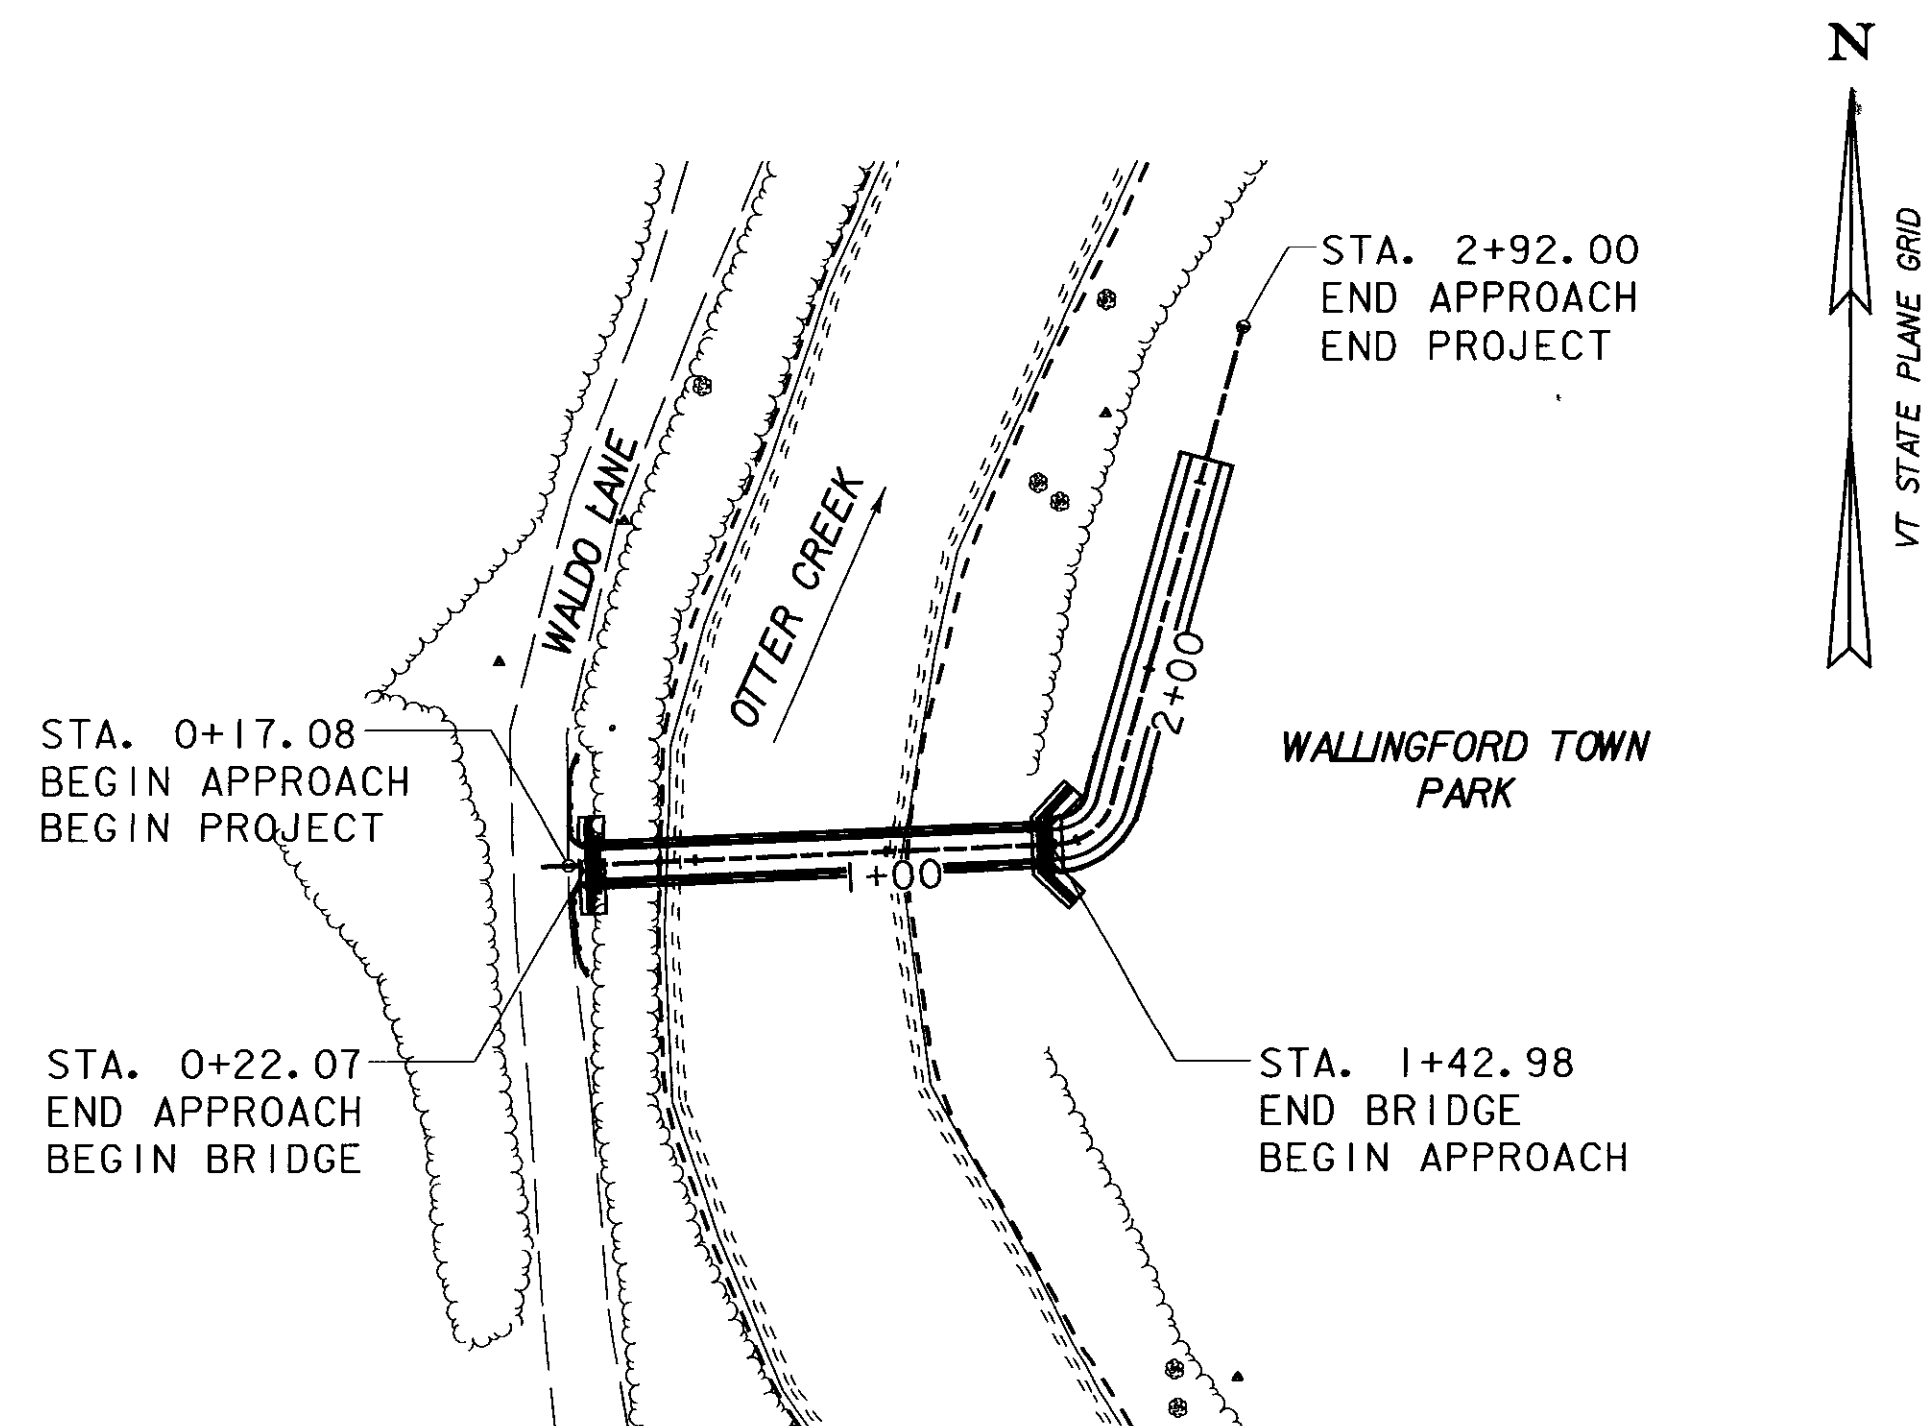 N
VT STATE PLANE GRID
STA. 2+92.00
END APPROACH
END PROJECT
WALDO LANE
OTTER CREEK
2+00
STA. 0+17.08
BEGIN APPROACH
BEGIN PROJECT
WALLINGFORD TOWN
PARK
1+00
STA. 0+22.07
END APPROACH
BEGIN BRIDGE
STA. 1+42.98
END BRIDGE
BEGIN APPROACH